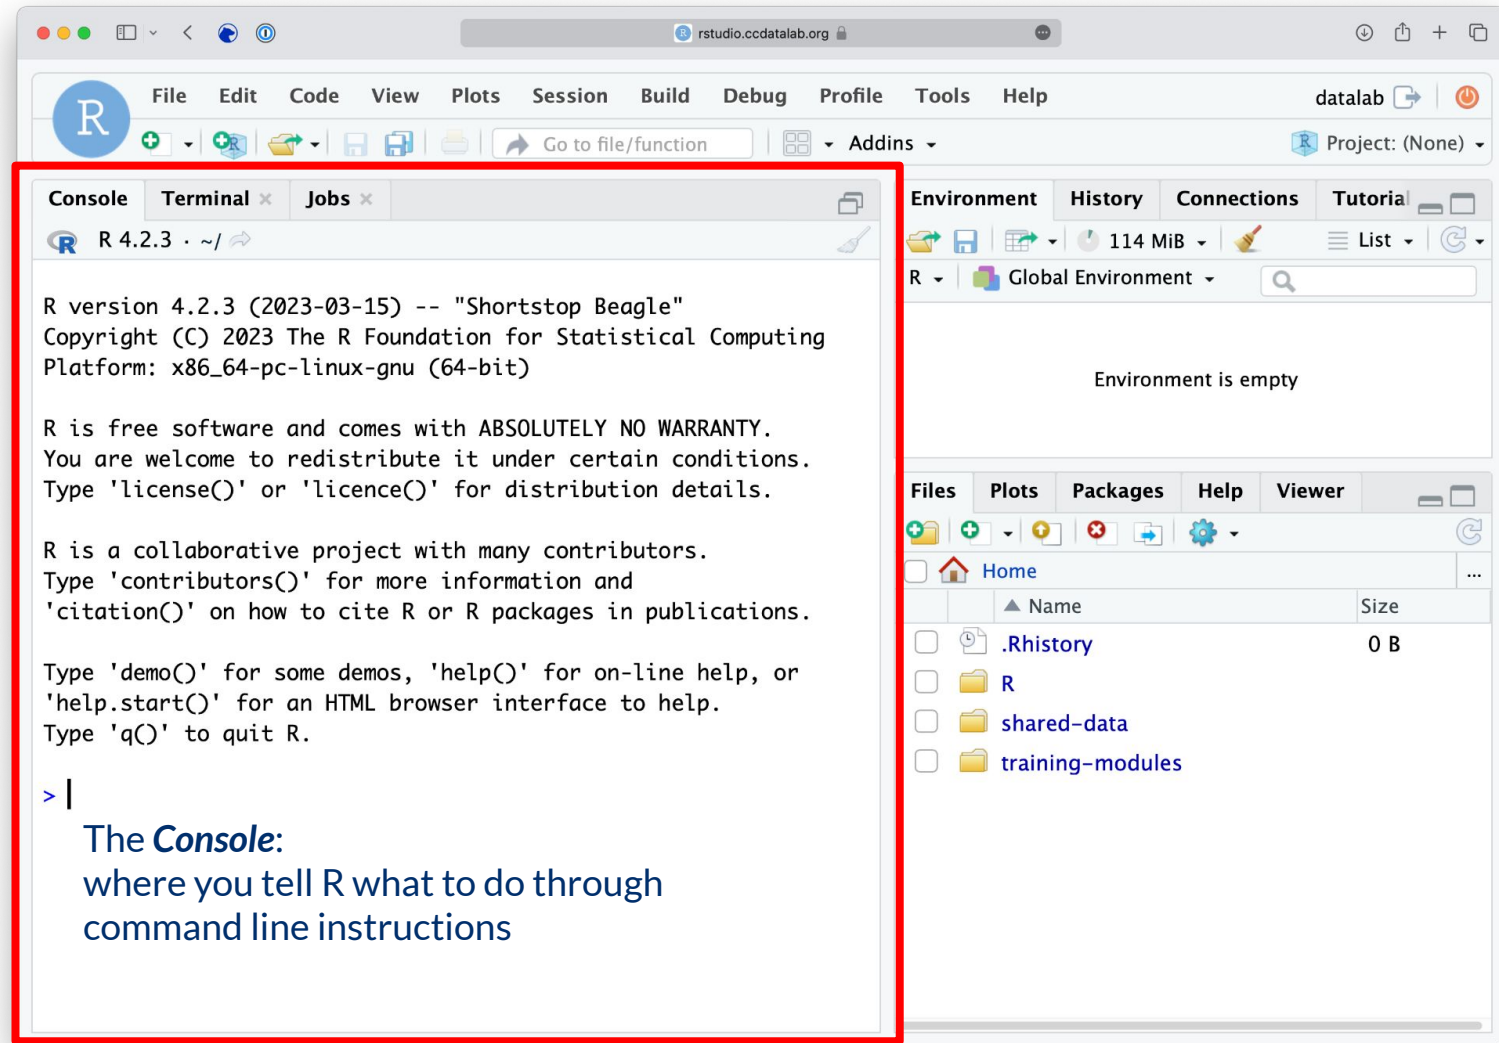 rstudio.ccdatalab.org
R
File Edit Code View Plots Session Build Debug Profile Tools Help
datalab
Go to file/function
Addins
Project: (None)
Console Terminal Jobs
R 4.2.3 · ~/
R version 4.2.3 (2023-03-15) -- "Shortstop Beagle"
Copyright (C) 2023 The R Foundation for Statistical Computing
Platform: x86_64-pc-linux-gnu (64-bit)
R is free software and comes with ABSOLUTELY NO WARRANTY.
You are welcome to redistribute it under certain conditions.
Type 'license()' or 'licence()' for distribution details.
R is a collaborative project with many contributors.
Type 'contributors()' for more information and
'citation()' on how to cite R or R packages in publications.
Type 'demo()' for some demos, 'help()' for on-line help, or
'help.start()' for an HTML browser interface to help.
Type 'q()' to quit R.
>
The Console:
where you tell R what to do through
command line instructions
Environment History Connections Tutorial
114 MiB
List
R
Global Environment
Environment is empty
Files Plots Packages Help Viewer
Home
...
Name Size
.Rhistory 0 B
R
shared-data
training-modules